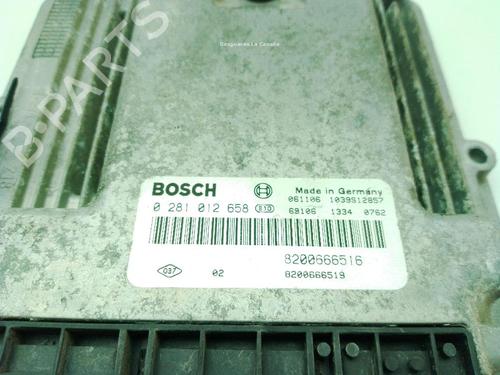 Desguaces La Cabaña
B-PARTS
BOSCH Made in Germany
061106 1039S12857
0 281 012 658 69106 1334 0762
8200666516
037 02 8200666519